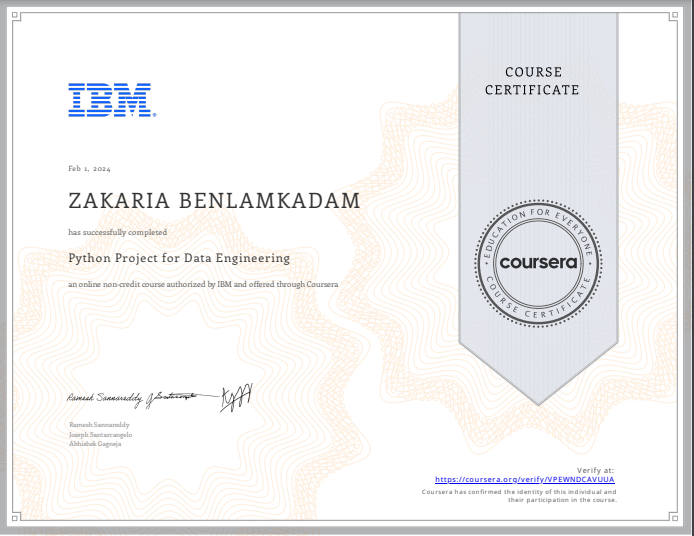 COURSE
CERTIFICATE
IBM®
Feb 1, 2024
ZAKARIA BENLAMKADAM
has successfully completed
Python Project for Data Engineering
an online non-credit course authorized by IBM and offered through Coursera
EDUCATION FOR EVERYONE
coursera
COURSE CERTIFICATE
Ramesh Sannareddy
Ramesh Sannareddy
Joseph Santarcangelo
Abhishek Gagneja
Verify at:
https://coursera.org/verify/VPEWNDCAVUUA
Coursera has confirmed the identity of this individual and
their participation in the course.